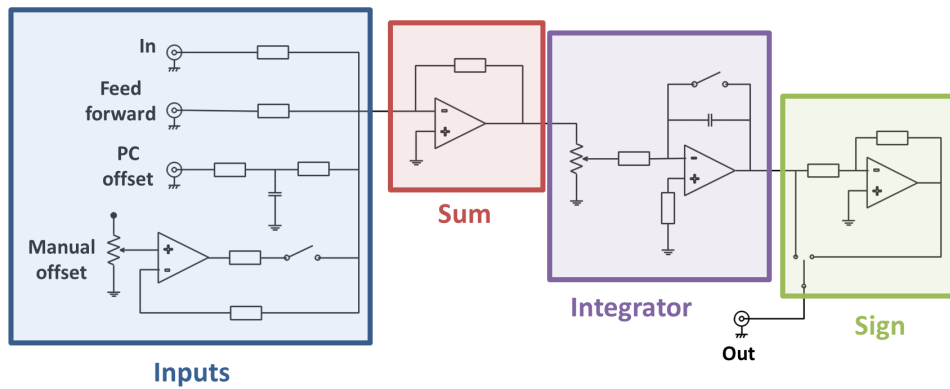 In
Feed
forward
PC
offset
Manual
offset
Inputs
-
+
Sum
-
+
Integrator
-
+
Sign
-
+
Out
+
-